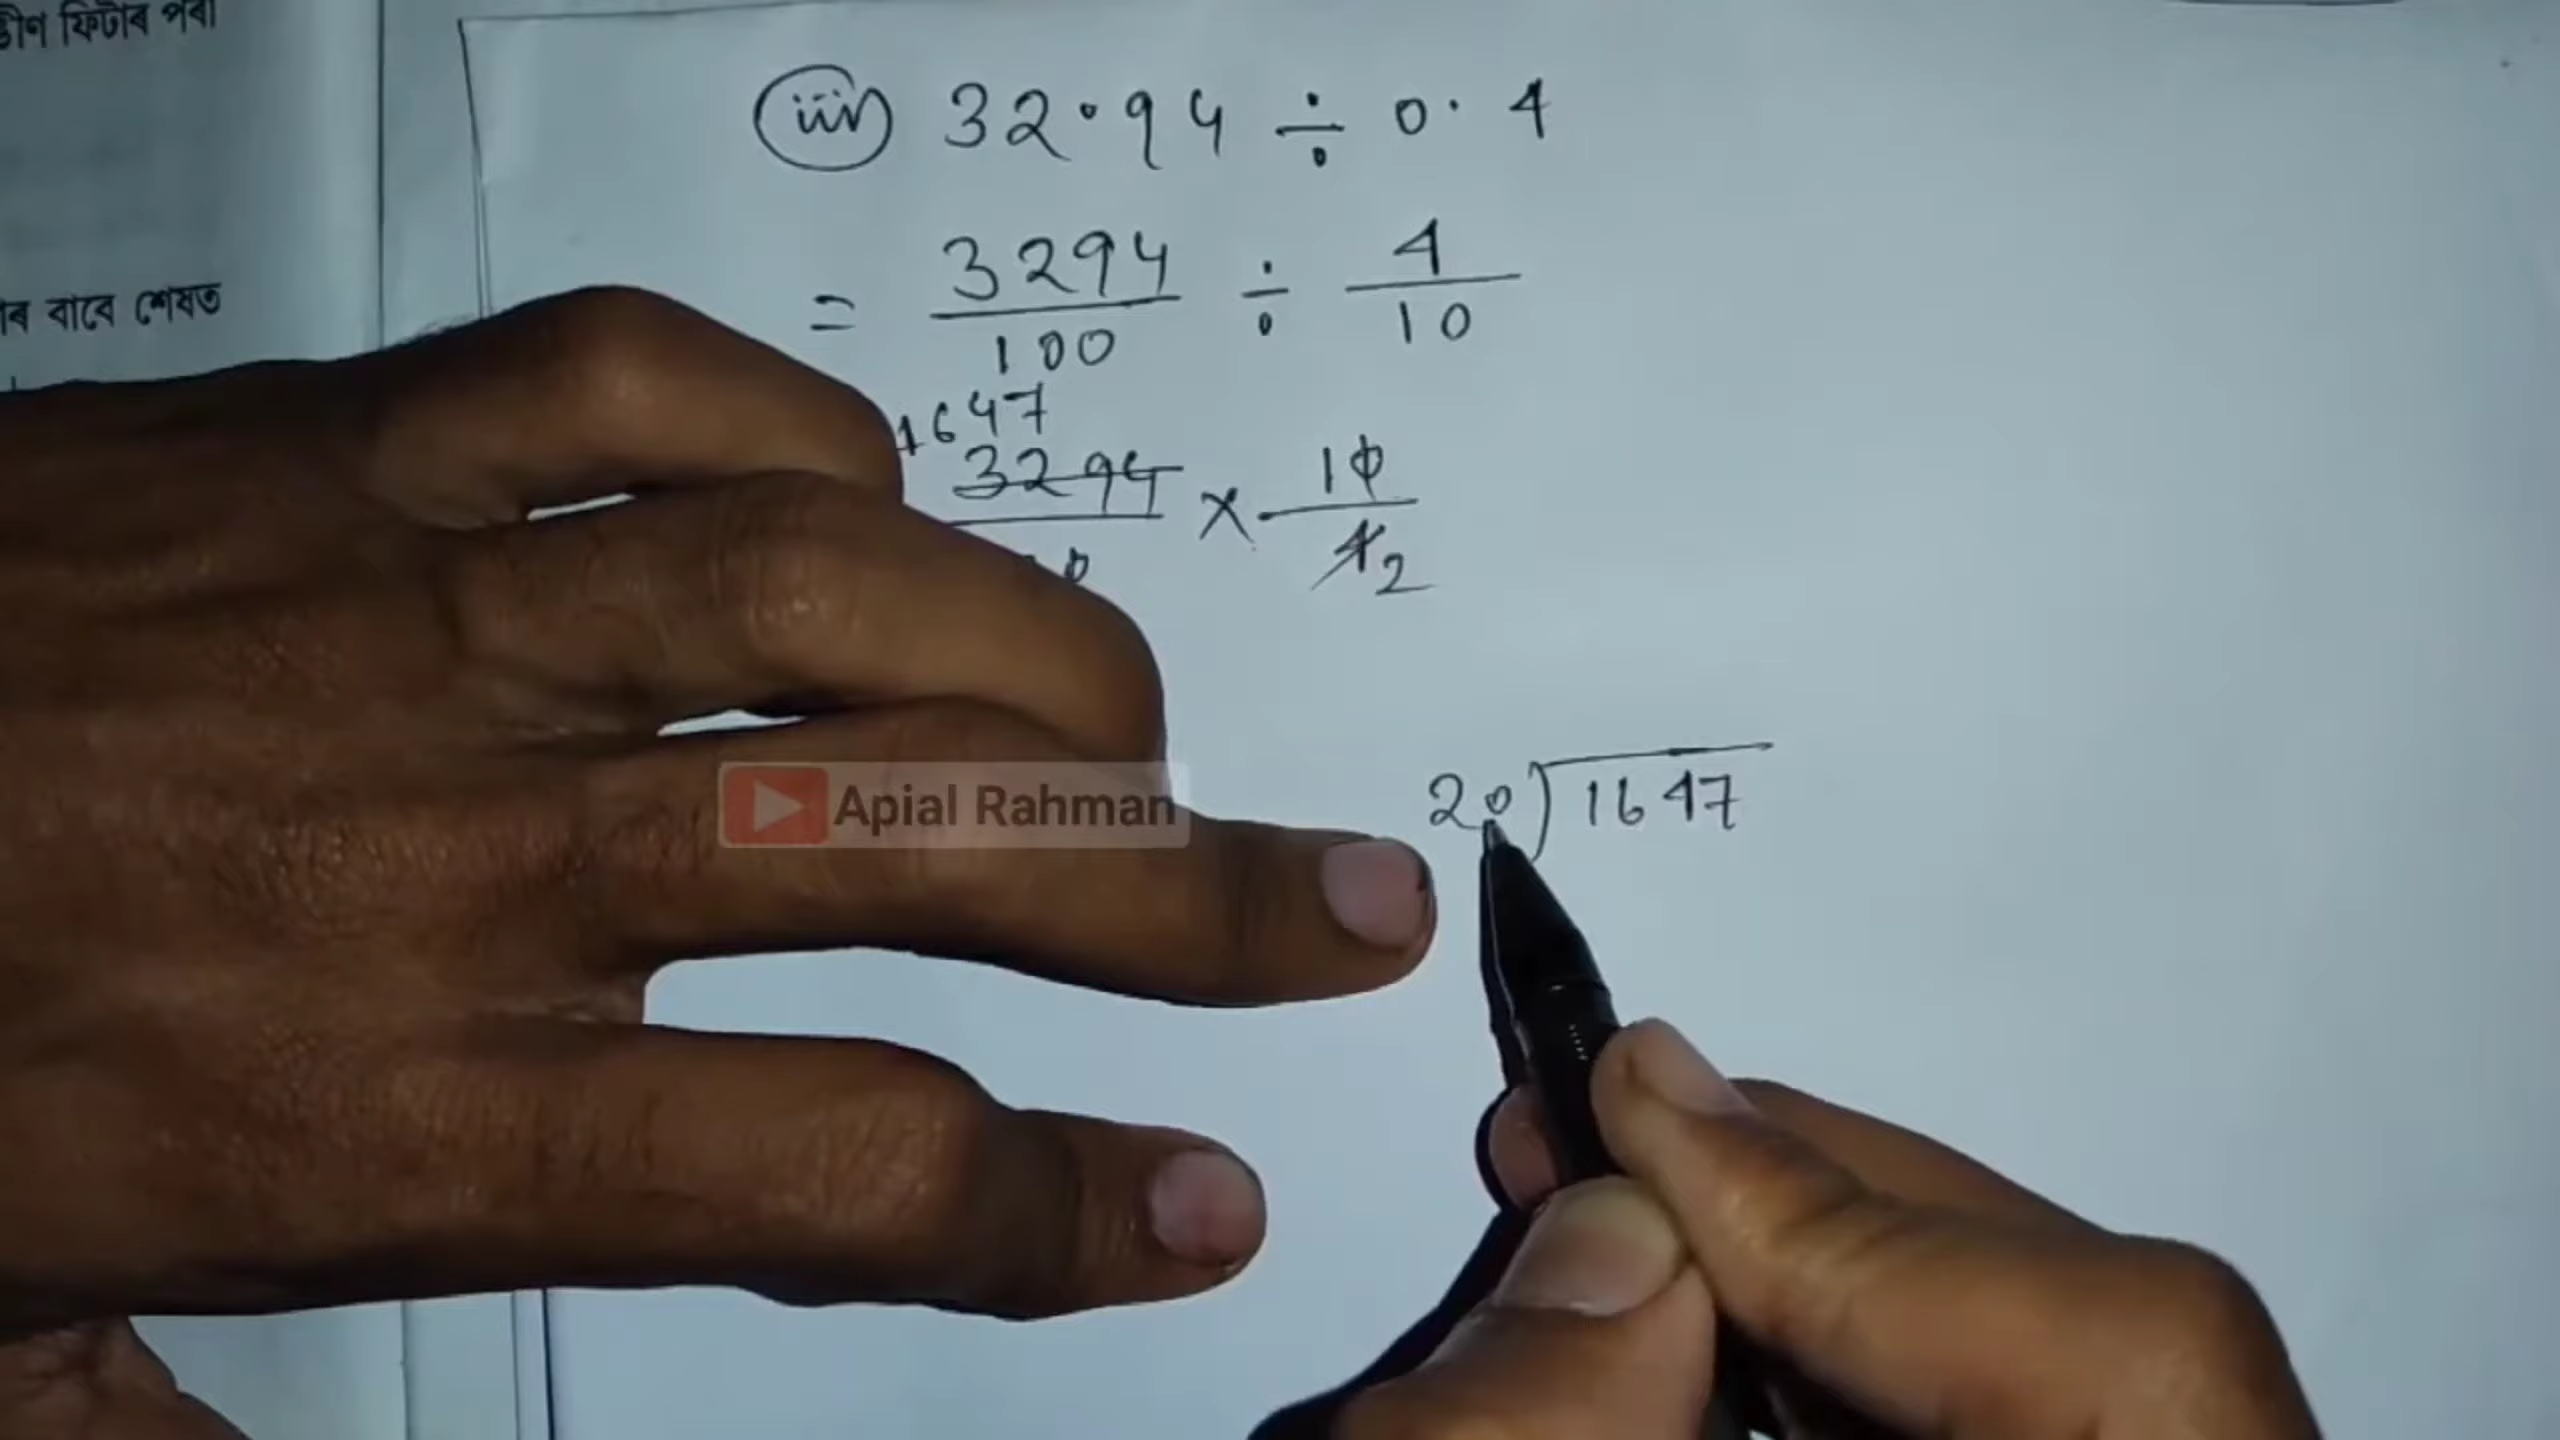 ফিটাৰ পৰা
বাবে শেষত
iii) 32.94 ÷ 0.4
= 3294/100 ÷ 4/10
1647
3294 × 10/4 2
20)1647
Apial Rahman